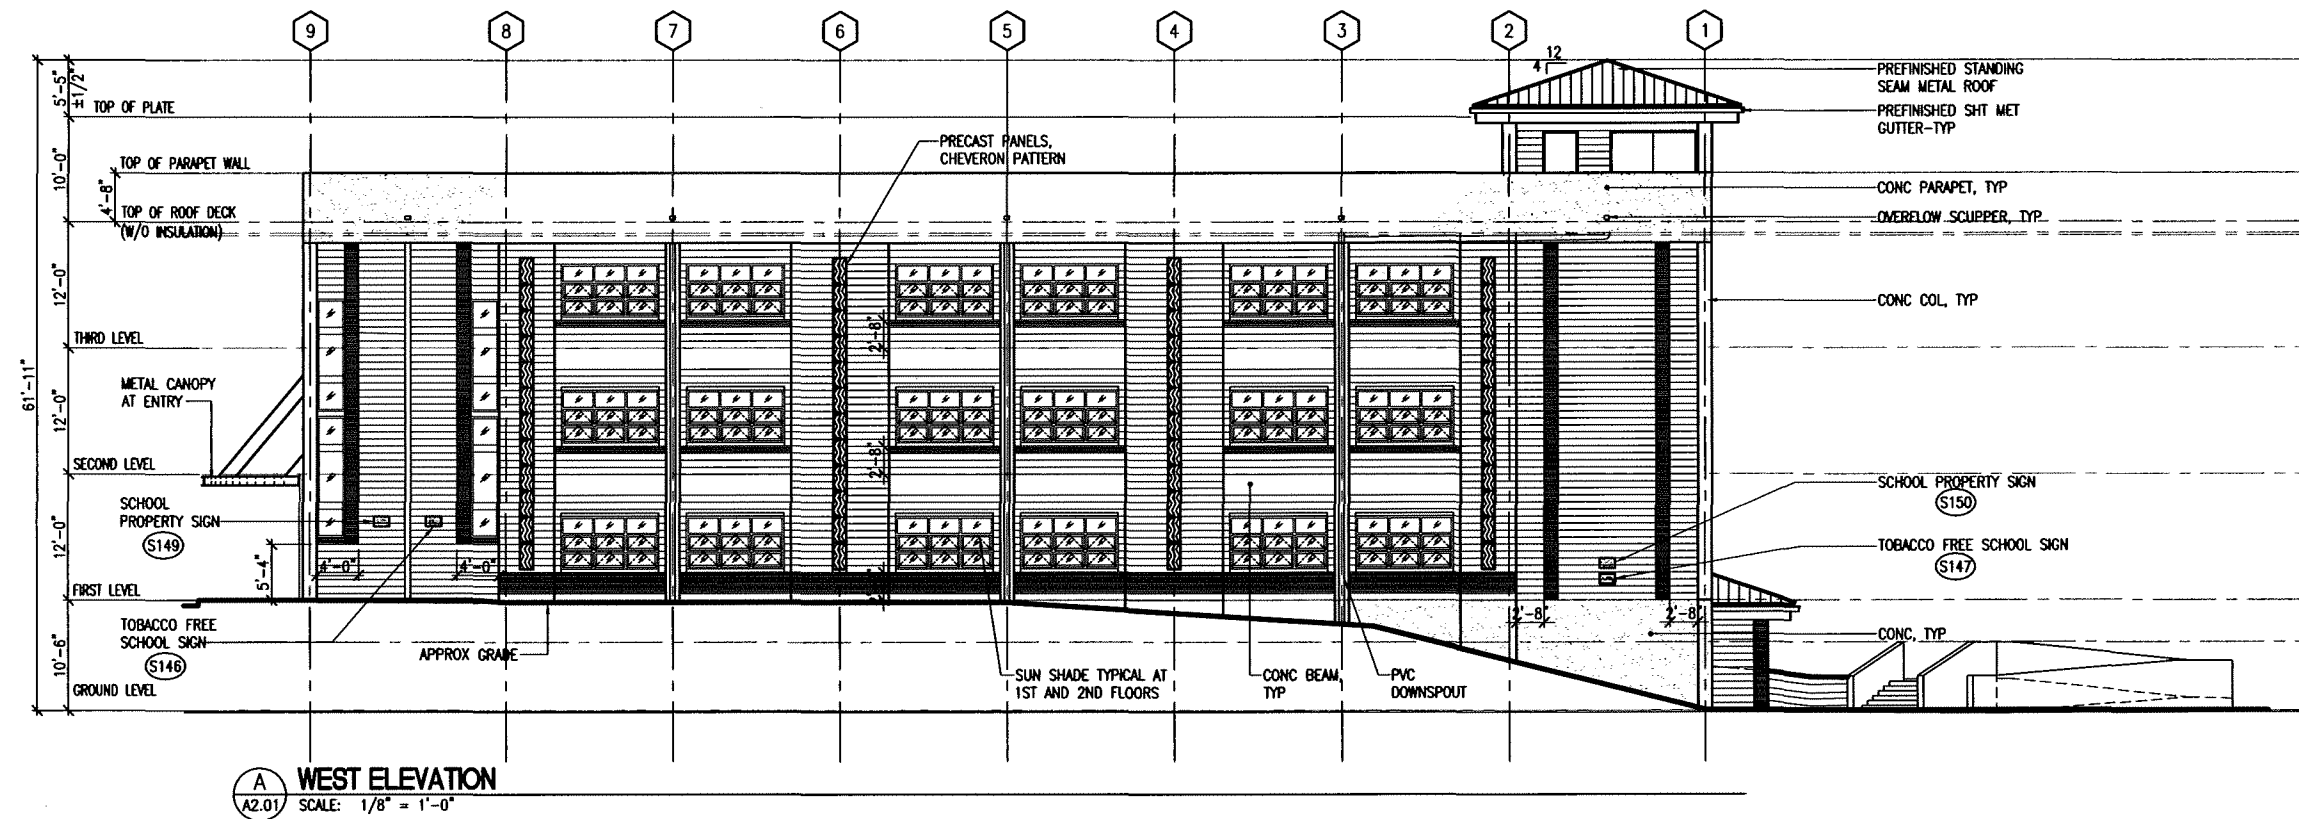 9
8
7
6
5
4
3
2
1
12
4
5'-5"
±1/2"
TOP OF PLATE
10'-0"
TOP OF PARAPET WALL
4'-8"
TOP OF ROOF DECK
(W/O INSULATION)
12'-0"
THIRD LEVEL
61'-11"
METAL CANOPY
AT ENTRY
12'-0"
SECOND LEVEL
SCHOOL
PROPERTY SIGN
S149
12'-0"
5'-4"
4'-0"
4'-0"
FIRST LEVEL
TOBACCO FREE
SCHOOL SIGN
S146
10'-6"
GROUND LEVEL
APPROX GRADE
PRECAST PANELS,
CHEVERON PATTERN
2'-8"
2'-8"
2'-8"
2'-8"
SUN SHADE TYPICAL AT
1ST AND 2ND FLOORS
CONC BEAM,
TYP
PVC
DOWNSPOUT
PREFINISHED STANDING
SEAM METAL ROOF
PREFINISHED SHT MET
GUTTER-TYP
CONC PARAPET, TYP
OVERFLOW SCUPPER, TYP
CONC COL, TYP
SCHOOL PROPERTY SIGN
S150
TOBACCO FREE SCHOOL SIGN
S147
CONC, TYP
A
A2.01
WEST ELEVATION
SCALE: 1/8" = 1'-0"